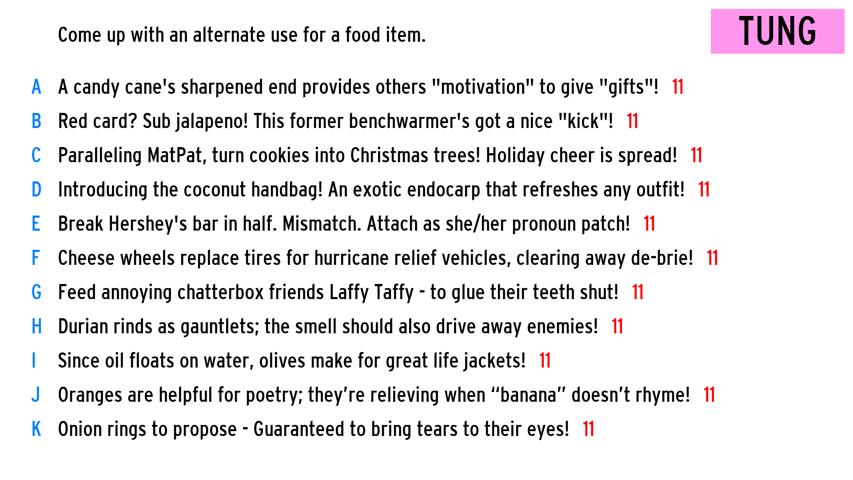 Come up with an alternate use for a food item.
TUNG
A A candy cane's sharpened end provides others "motivation" to give "gifts"! 11
B Red card? Sub jalapeno! This former benchwarmer's got a nice "kick"! 11
C Paralleling MatPat, turn cookies into Christmas trees! Holiday cheer is spread! 11
D Introducing the coconut handbag! An exotic endocarp that refreshes any outfit! 11
E Break Hershey's bar in half. Mismatch. Attach as she/her pronoun patch! 11
F Cheese wheels replace tires for hurricane relief vehicles, clearing away de-brie! 11
G Feed annoying chatterbox friends Laffy Taffy - to glue their teeth shut! 11
H Durian rinds as gauntlets; the smell should also drive away enemies! 11
I Since oil floats on water, olives make for great life jackets! 11
J Oranges are helpful for poetry; they’re relieving when “banana” doesn’t rhyme! 11
K Onion rings to propose - Guaranteed to bring tears to their eyes! 11